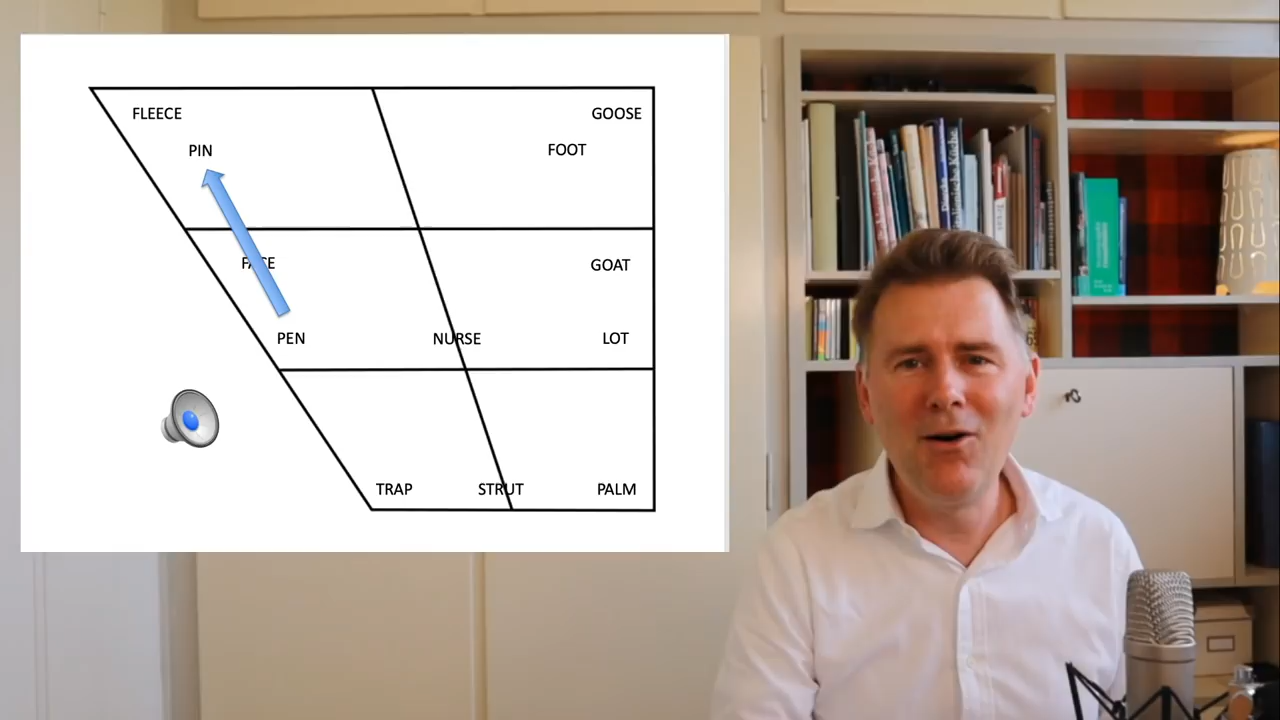 FLEECE
GOOSE
PIN
FOOT
FACE
GOAT
PEN
NURSE
LOT
TRAP
STRUT
PALM